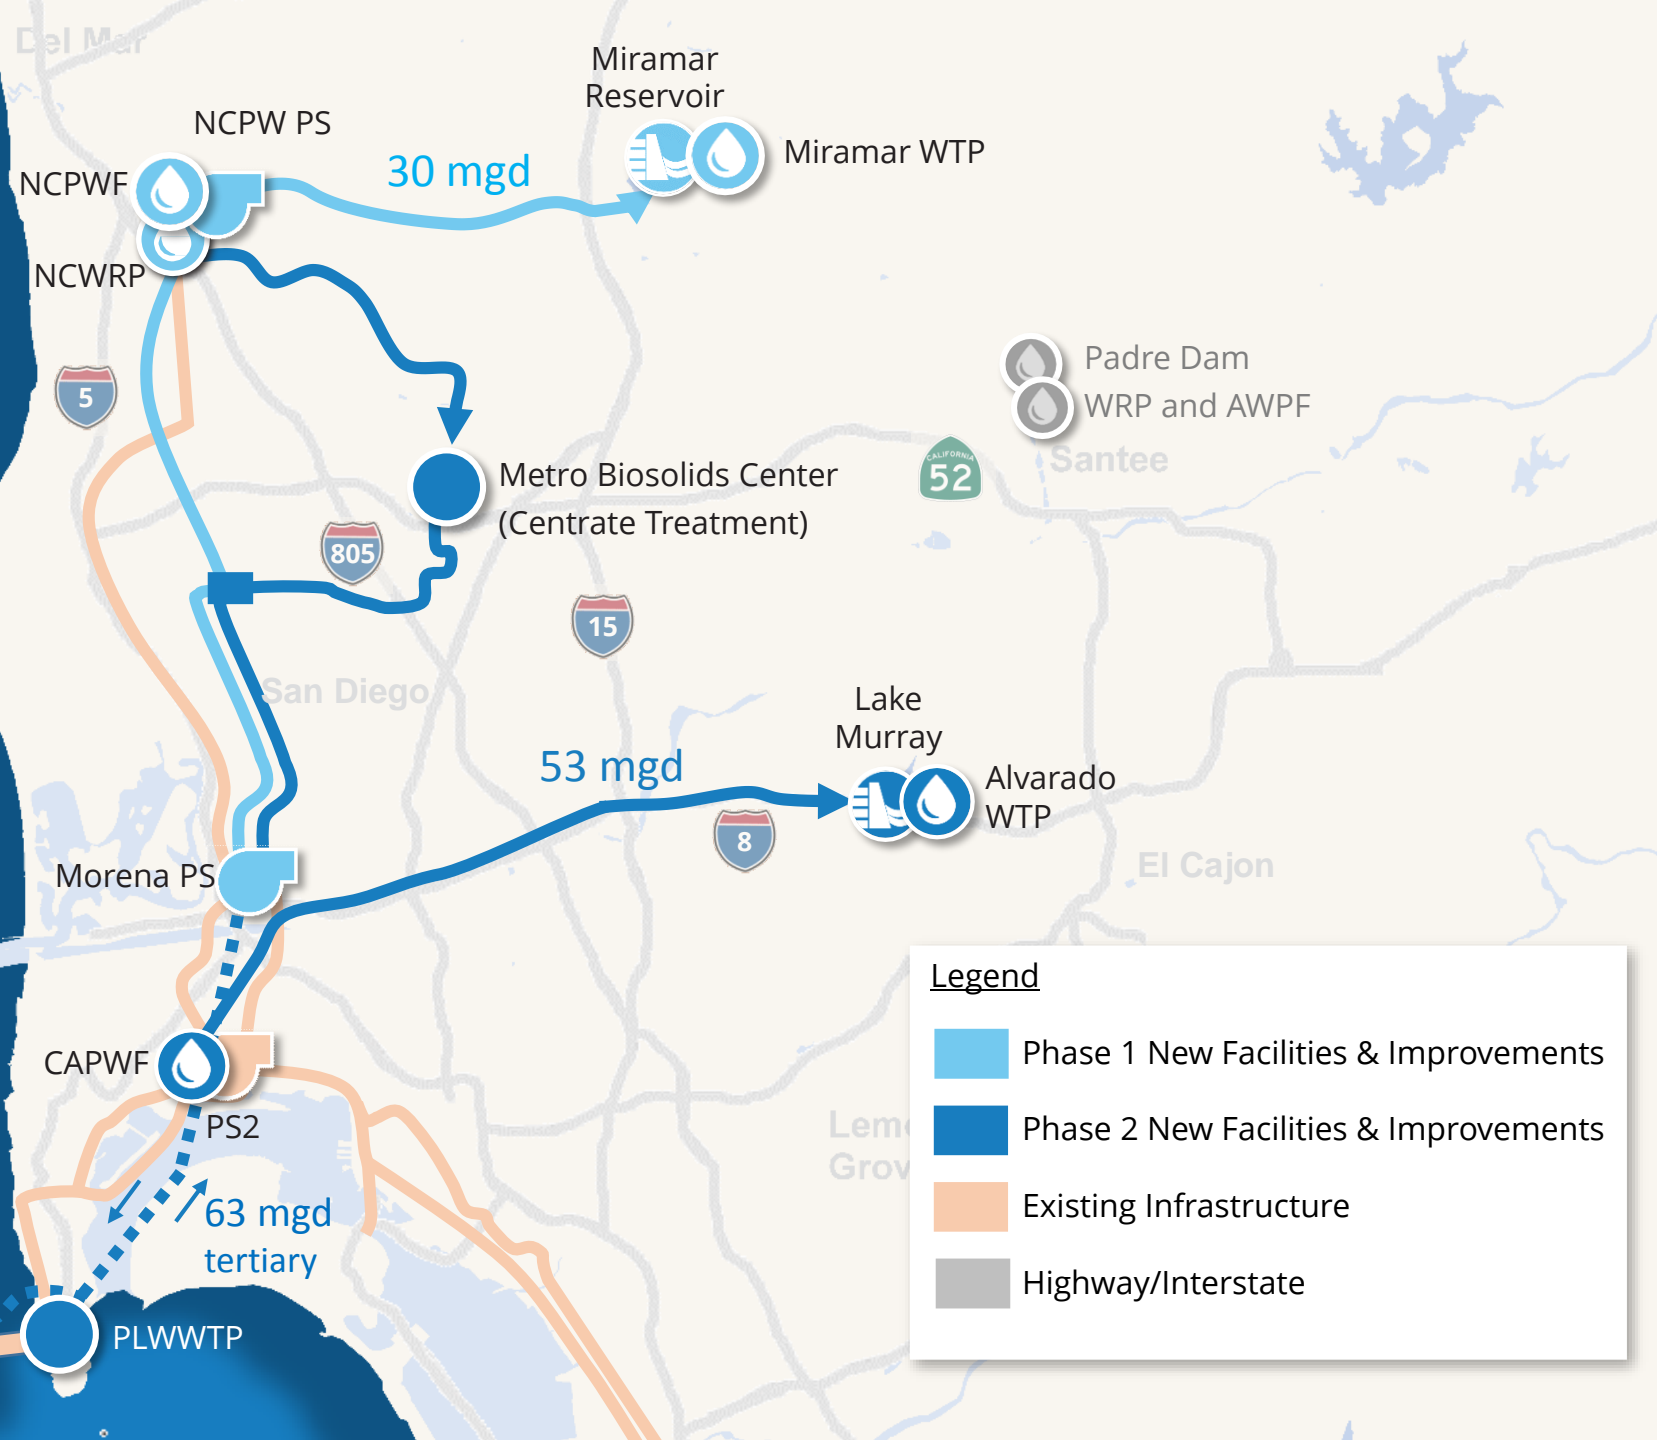 Del Mar
Miramar
Reservoir
NCPW PS
Miramar WTP
30 mgd
NCPWF
NCWRP
Padre Dam
WRP and AWPF
5
CALIFORNIA
52
Santee
Metro Biosolids Center
(Centrate Treatment)
805
15
San Diego
Lake
Murray
53 mgd
Alvarado
WTP
8
Morena PS
El Cajon
Legend
CAPWF
Phase 1 New Facilities & Improvements
PS2
Phase 2 New Facilities & Improvements
63 mgd
tertiary
Existing Infrastructure
Highway/Interstate
PLWWTP